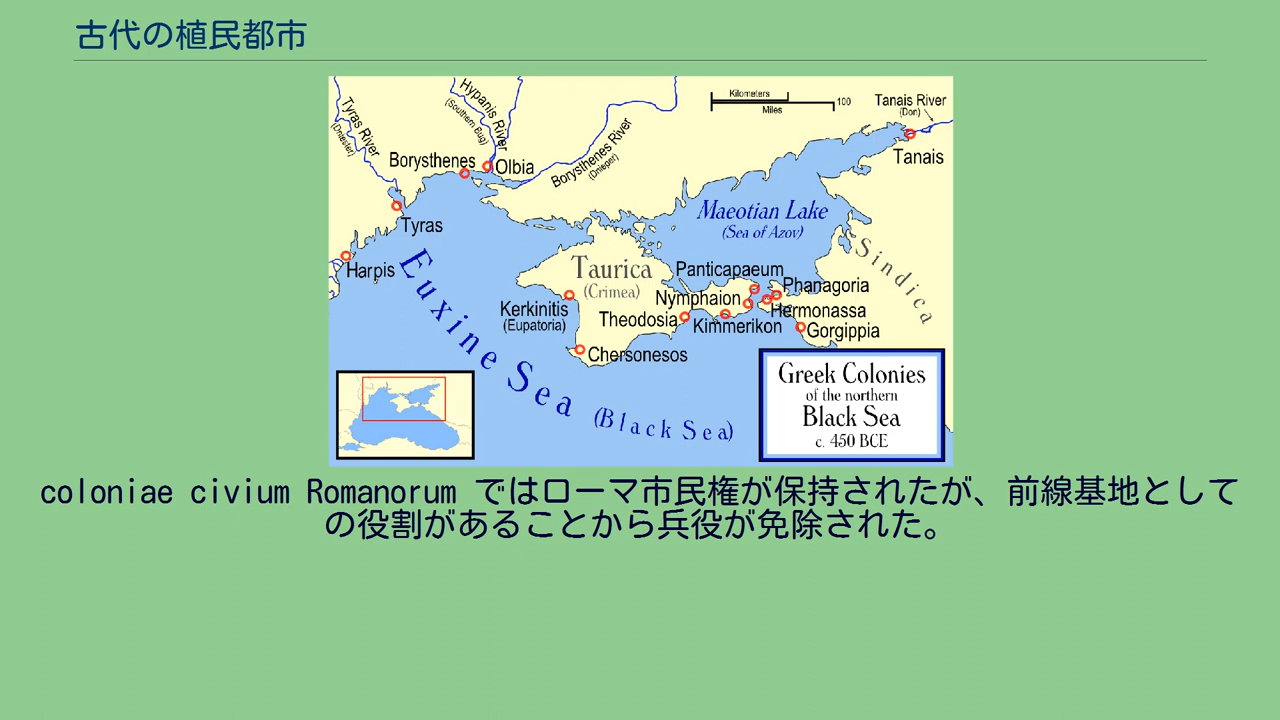 古代の植民都市
Tyras River
(Dniester)
Hypanis River
(Southern Bug)
Borysthenes River
(Dnieper)
Kilometers
100
Miles
Tanais River
(Don)
Tanais
Borysthenes
Olbia
Tyras
Harpis
Maeotian Lake
(Sea of Azov)
Sindica
Taurica
(Crimea)
Panticapaeum
Phanagoria
Nymphaion
Hermonassa
Kerkinitis
(Eupatoria)
Theodosia
Kimmerikon
Gorgippia
Chersonesos
Euxine Sea
(Black Sea)
Greek Colonies
of the northern
Black Sea
c. 450 BCE
coloniae civium Romanorum ではローマ市民権が保持されたが、前線基地として
の役割があることから兵役が免除された。